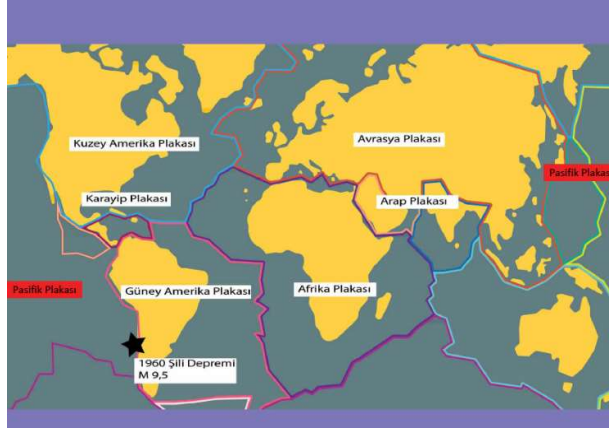 Kuzey Amerika Plakası
Avrasya Plakası
Pasifik Plakası
Karayip Plakası
Arap Plakası
Pasifik Plakası
Güney Amerika Plakası
Afrika Plakası
1960 Şili Depremi
M 9,5